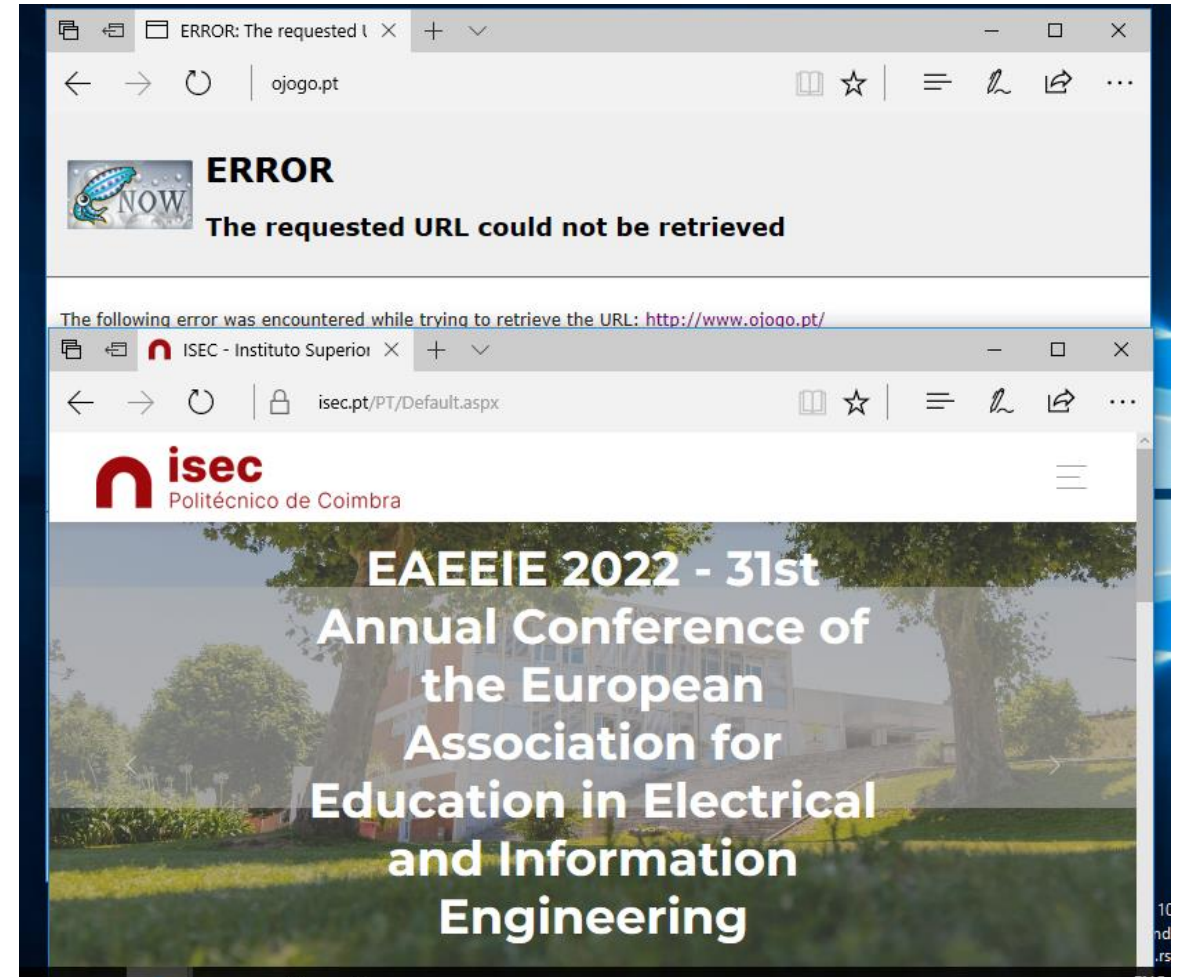 ERROR: The requested U
ojogo.pt
NOW
ERROR
The requested URL could not be retrieved
The following error was encountered while trying to retrieve the URL: http://www.ojogo.pt/
ISEC - Instituto Superior
isec.pt/PT/Default.aspx
isec
Politécnico de Coimbra
EAEEIE 2022 - 31st
Annual Conference of
the European
Association for
Education in Electrical
and Information
Engineering
10
nd
.rs